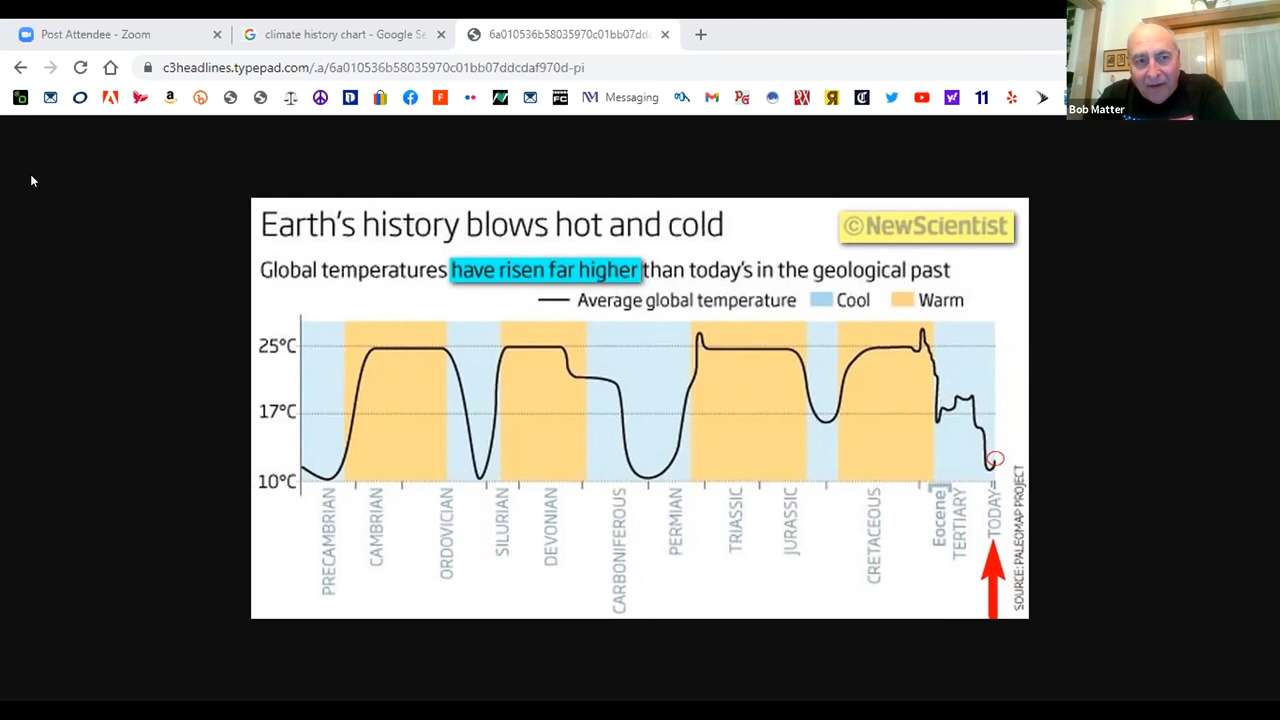 Post Attendee - Zoom
climate history chart - Google Se
6a010536b58035970c01bb07ddc
c3headlines.typepad.com/.a/6a010536b58035970c01bb07ddcdaf970d-pi
Messaging
11
Bob Matter
Earth's history blows hot and cold
©NewScientist
Global temperatures have risen far higher than today's in the geological past
Average global temperature Cool Warm
25°C
17°C
10°C
PRECAMBRIAN
CAMBRIAN
ORDOVICIAN
SILURIAN
DEVONIAN
CARBONIFEROUS
PERMIAN
TRIASSIC
JURASSIC
CRETACEOUS
Eocene
TERTIARY
TODAY
SOURCE: PALEOMAP PROJECT